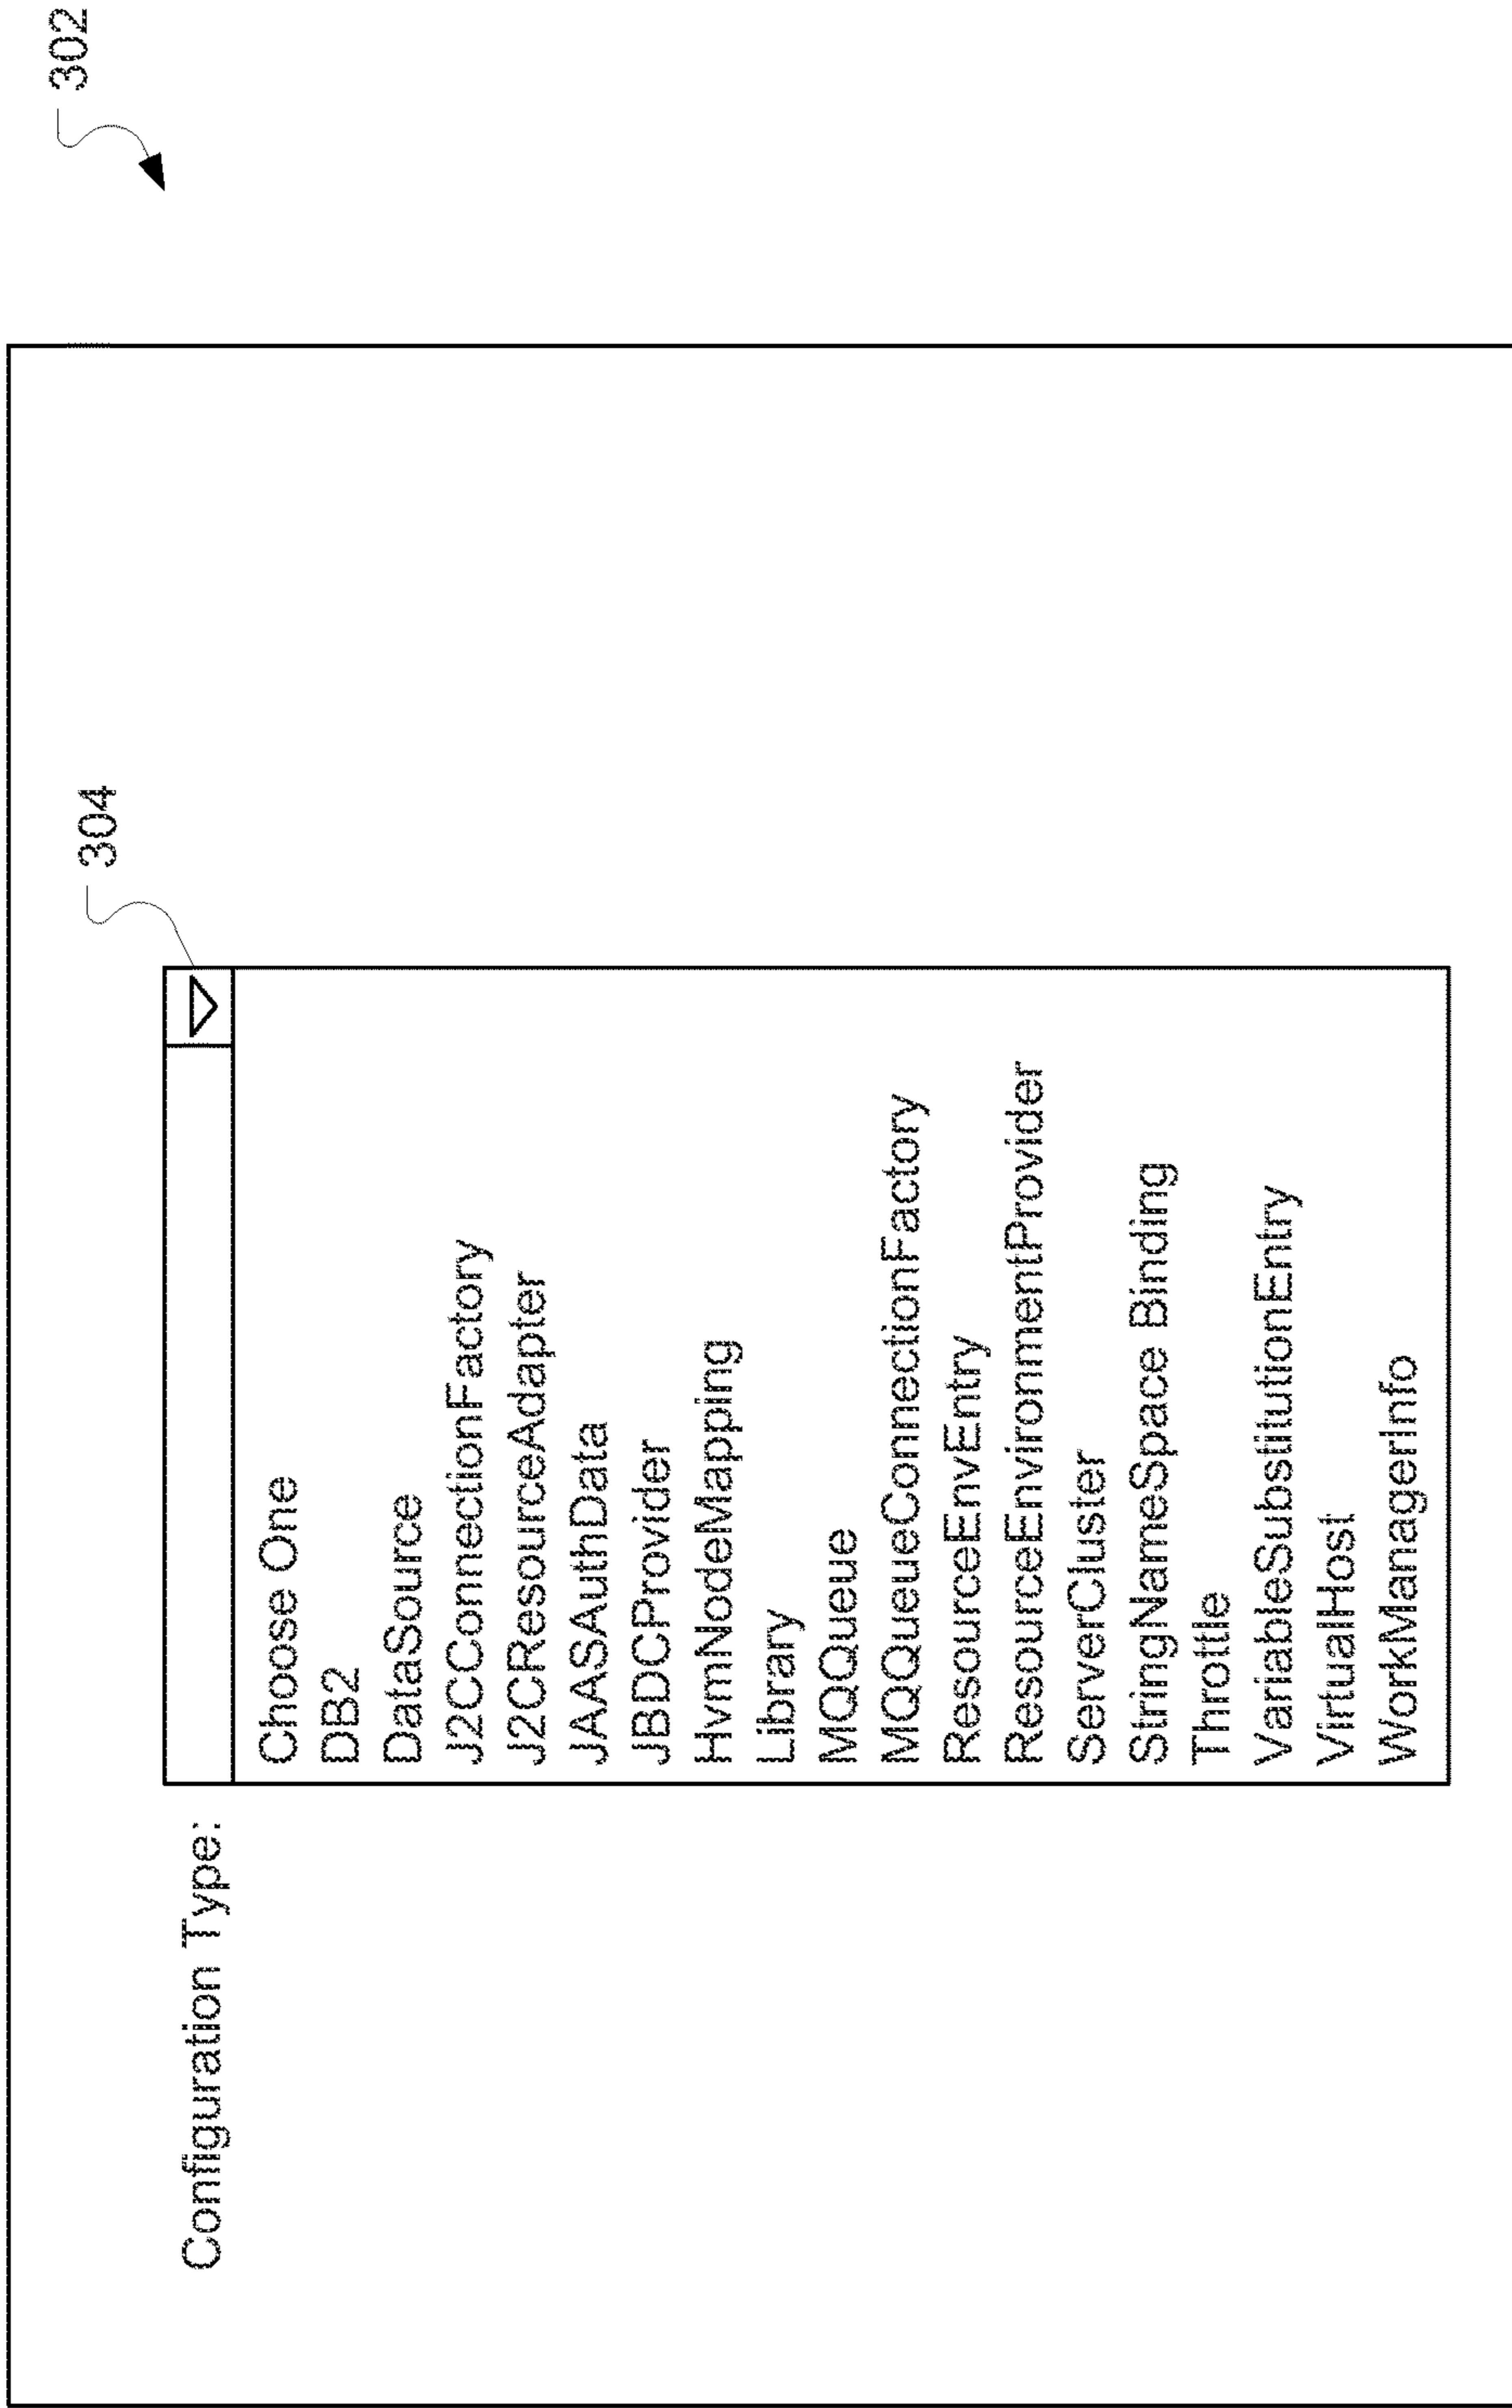 302
304
Configuration Type:
Choose One
DB2
DataSource
J2CConnectionFactory
J2CResourceAdapter
JAASAuthData
JBDCProvider
HvmNodeMapping
Library
MQQueue
MQQueueConnectionFactory
ResourceEnvEntry
ResourceEnvironmentProvider
ServerCluster
StringNameSpace Binding
Throttle
VariableSubstitutionEntry
VirtualHost
WorkManagerInfo